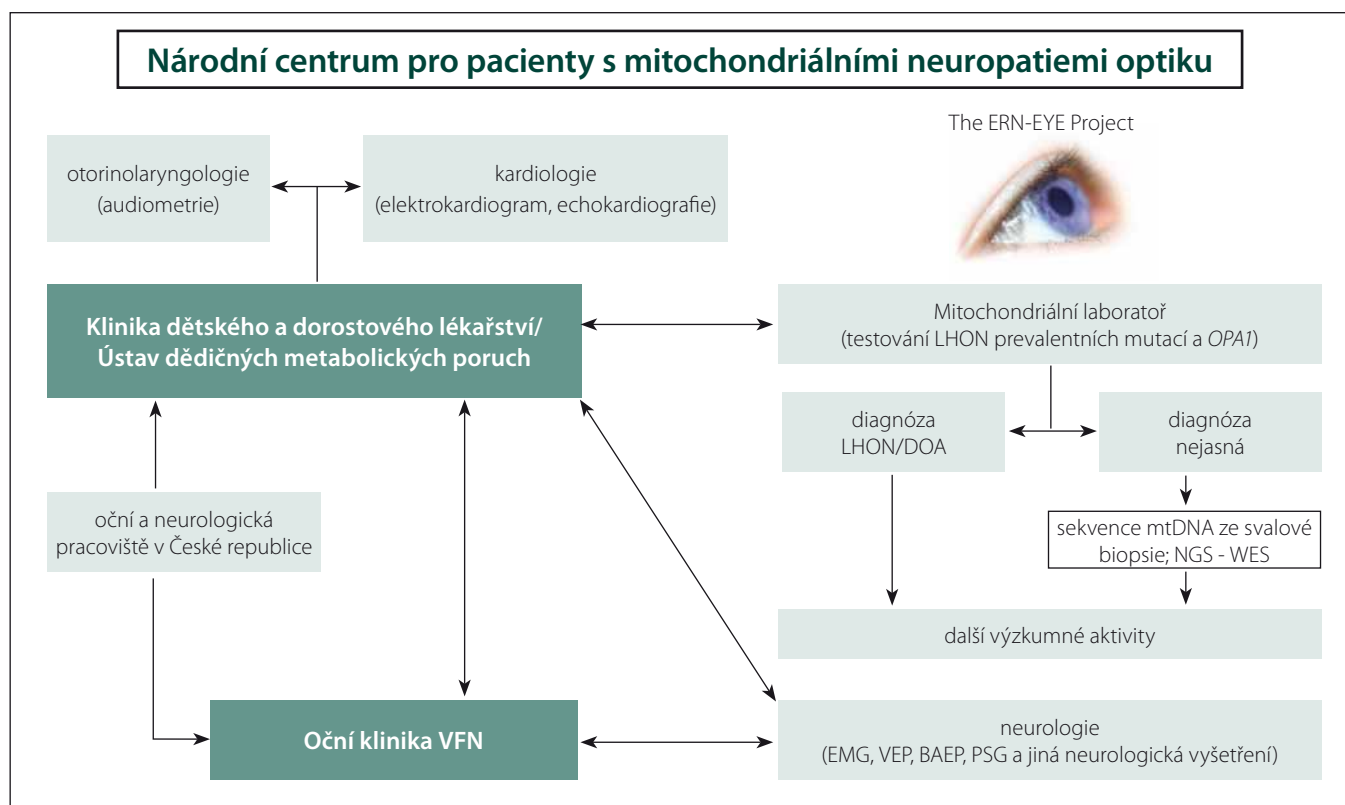 Národní centrum pro pacienty s mitochondriálními neuropatiemi optiku
The ERN-EYE Project
otorinolaryngologie
(audiometrie)
kardiologie
(elektrokardiogram, echokardiografie)
Klinika dětského a dorostového lékařství/
Ústav dědičných metabolických poruch
Mitochondriální laboratoř
(testování LHON prevalentních mutací a OPA1)
diagnóza
LHON/DOA
diagnóza
nejasná
oční a neurologická
pracoviště v České republice
sekvence mtDNA ze svalové
biopsie; NGS - WES
další výzkumné aktivity
Oční klinika VFN
neurologie
(EMG, VEP, BAEP, PSG a jiná neurologická vyšetření)